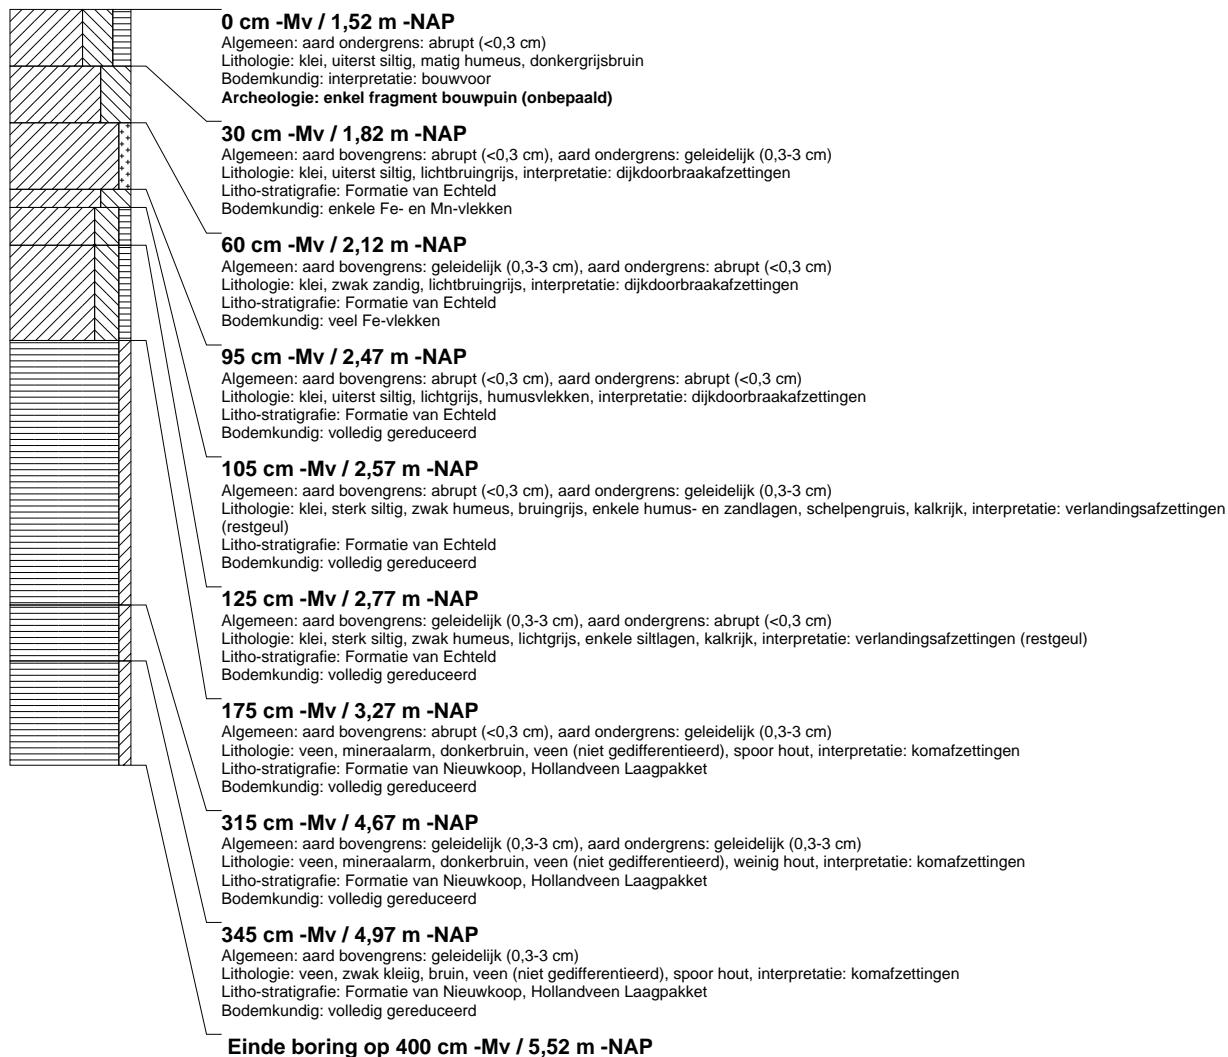 0 cm -Mv / 1,52 m -NAP
Algemeen: aard ondergrens: abrupt (<0,3 cm)
Lithologie: klei, uiterst siltig, matig humeus, donkergrijsbruin
Bodemkundig: interpretatie: bouwvoor
Archeologie: enkel fragment bouwpuin (onbepaald)
30 cm -Mv / 1,82 m -NAP
Algemeen: aard bovengrens: abrupt (<0,3 cm), aard ondergrens: geleidelijk (0,3-3 cm)
Lithologie: klei, uiterst siltig, lichtbruingrijs, interpretatie: dijkdoorbraakafzettingen
Litho-stratigrafie: Formatie van Echteld
Bodemkundig: enkele Fe- en Mn-vlekken
60 cm -Mv / 2,12 m -NAP
Algemeen: aard bovengrens: geleidelijk (0,3-3 cm), aard ondergrens: abrupt (<0,3 cm)
Lithologie: klei, zwak zandig, lichtbruingrijs, interpretatie: dijkdoorbraakafzettingen
Litho-stratigrafie: Formatie van Echteld
Bodemkundig: veel Fe-vlekken
95 cm -Mv / 2,47 m -NAP
Algemeen: aard bovengrens: abrupt (<0,3 cm), aard ondergrens: abrupt (<0,3 cm)
Lithologie: klei, uiterst siltig, lichtgrijs, humusvlekken, interpretatie: dijkdoorbraakafzettingen
Litho-stratigrafie: Formatie van Echteld
Bodemkundig: volledig gereduceerd
105 cm -Mv / 2,57 m -NAP
Algemeen: aard bovengrens: abrupt (<0,3 cm), aard ondergrens: geleidelijk (0,3-3 cm)
Lithologie: klei, sterk siltig, zwak humeus, bruingrijs, enkele humus- en zandlagen, schelpengruis, kalkrijk, interpretatie: verlandingsafzettingen
(restgeul)
Litho-stratigrafie: Formatie van Echteld
Bodemkundig: volledig gereduceerd
125 cm -Mv / 2,77 m -NAP
Algemeen: aard bovengrens: geleidelijk (0,3-3 cm), aard ondergrens: abrupt (<0,3 cm)
Lithologie: klei, sterk siltig, zwak humeus, lichtgrijs, enkele siltlagen, kalkrijk, interpretatie: verlandingsafzettingen (restgeul)
Litho-stratigrafie: Formatie van Echteld
Bodemkundig: volledig gereduceerd
175 cm -Mv / 3,27 m -NAP
Algemeen: aard bovengrens: abrupt (<0,3 cm), aard ondergrens: geleidelijk (0,3-3 cm)
Lithologie: veen, mineraalarm, donkerbruin, veen (niet gedifferentieerd), spoor hout, interpretatie: komafzettingen
Litho-stratigrafie: Formatie van Nieuwkoop, Hollandveen Laagpakket
Bodemkundig: volledig gereduceerd
315 cm -Mv / 4,67 m -NAP
Algemeen: aard bovengrens: geleidelijk (0,3-3 cm), aard ondergrens: geleidelijk (0,3-3 cm)
Lithologie: veen, mineraalarm, donkerbruin, veen (niet gedifferentieerd), weinig hout, interpretatie: komafzettingen
Litho-stratigrafie: Formatie van Nieuwkoop, Hollandveen Laagpakket
Bodemkundig: volledig gereduceerd
345 cm -Mv / 4,97 m -NAP
Algemeen: aard bovengrens: geleidelijk (0,3-3 cm)
Lithologie: veen, zwak kleiig, bruin, veen (niet gedifferentieerd), spoor hout, interpretatie: komafzettingen
Litho-stratigrafie: Formatie van Nieuwkoop, Hollandveen Laagpakket
Bodemkundig: volledig gereduceerd
Einde boring op 400 cm -Mv / 5,52 m -NAP